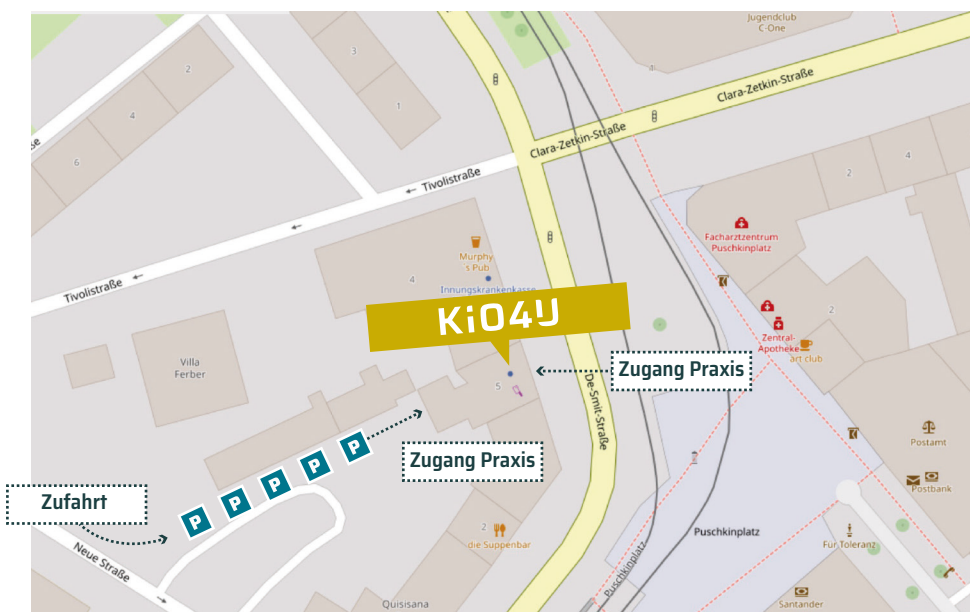 Jugendclub
C-One
2
3
4
1
6
Clara-Zetkin-Straße
Clara-Zetkin-Straße
Tivolistraße
2
4
Facharztzentrum
Puschkinplatz
Murphy
s Pub
4
Innungskrankenkasse
Tivolistraße
KiO4U
2
Zentral-
Apotheke
art club
Villa
Ferber
Zugang Praxis
5
De-Smit-Straße
Postamt
Zugang Praxis
P
P
P
P
P
Zufahrt
Postbank
2
die Suppenbar
Puschkinplatz
Für Toleranz
Neue Straße
Puschkinplatz
Quisisana
Santander